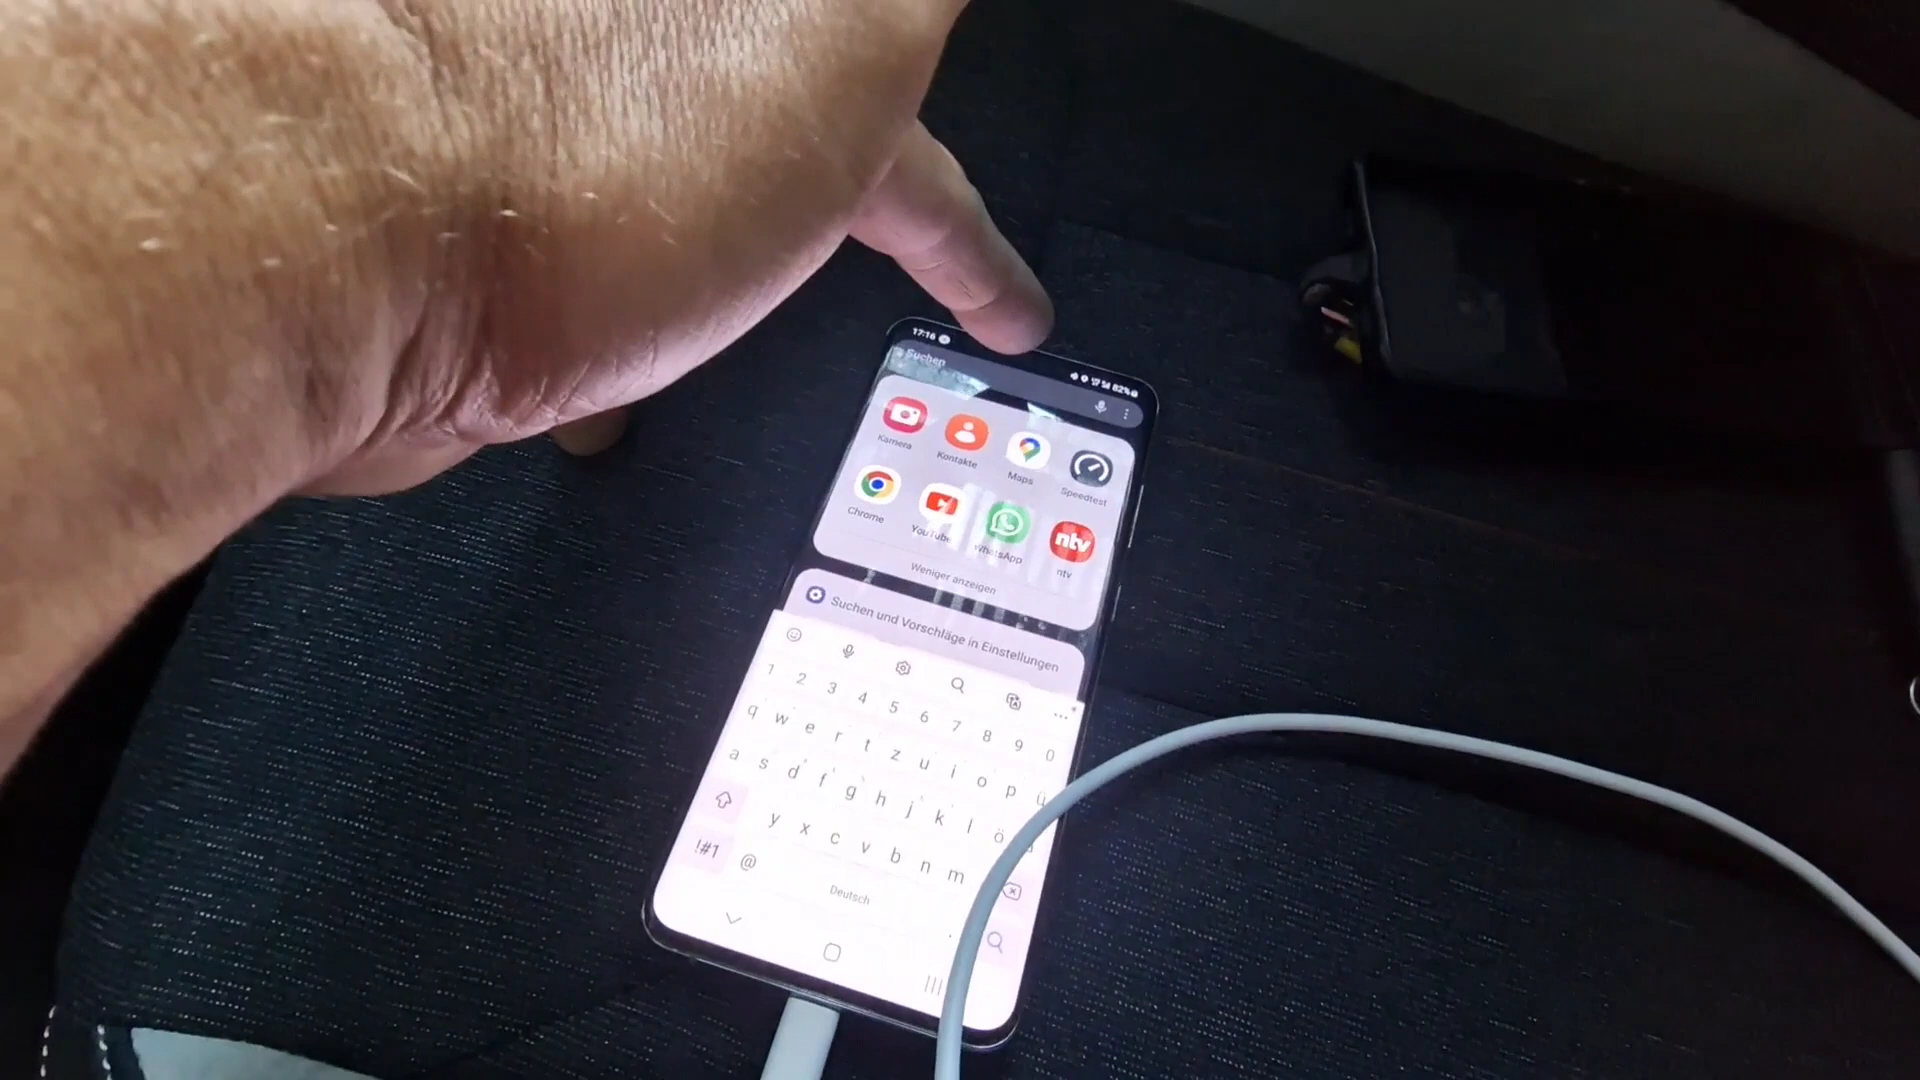 17:16 82%
Suchen
Kamera Kontakte Maps Speedtest
Chrome YouTube WhatsApp ntv
ntv
Weniger anzeigen
Suchen und Vorschläge in Einstellungen
1 2 3 4 5 6 7 8 9 0
q w e r t z u i o p ü
a s d f g h j k l ö
y x c v b n m
!#1 @ Deutsch